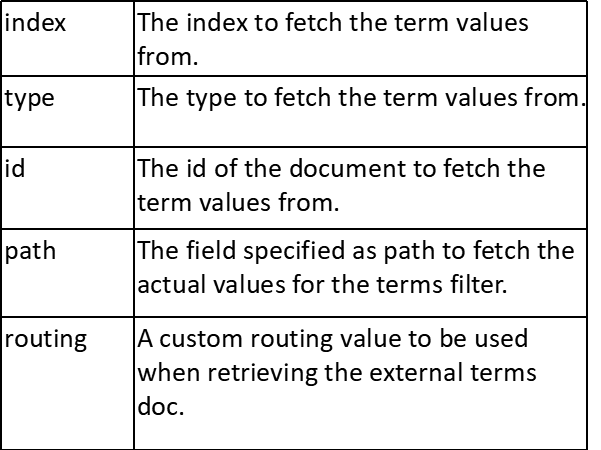 index
The index to fetch the term values
from.
type
The type to fetch the term values from.
id
The id of the document to fetch the
term values from.
path
The field specified as path to fetch the
actual values for the terms filter.
routing
A custom routing value to be used
when retrieving the external terms
doc.